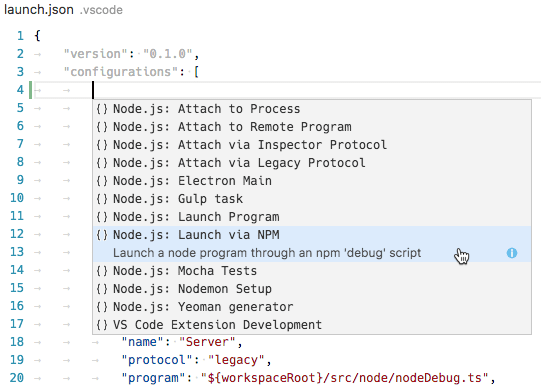 launch.json .vscode
1 {
2 "version": "0.1.0",
3 "configurations": [
4
5 {} Node.js: Attach to Process
6 {} Node.js: Attach to Remote Program
7 {} Node.js: Attach via Inspector Protocol
8 {} Node.js: Attach via Legacy Protocol
9 {} Node.js: Electron Main
10 {} Node.js: Gulp task
11 {} Node.js: Launch Program
12 {} Node.js: Launch via NPM
13 Launch a node program through an npm 'debug' script
14 {} Node.js: Mocha Tests
15 {} Node.js: Nodemon Setup
16 {} Node.js: Yeoman generator
17 {} VS Code Extension Development
18 "name": "Server",
19 "protocol": "legacy",
20 "program": "${workspaceRoot}/src/node/nodeDebug.ts",